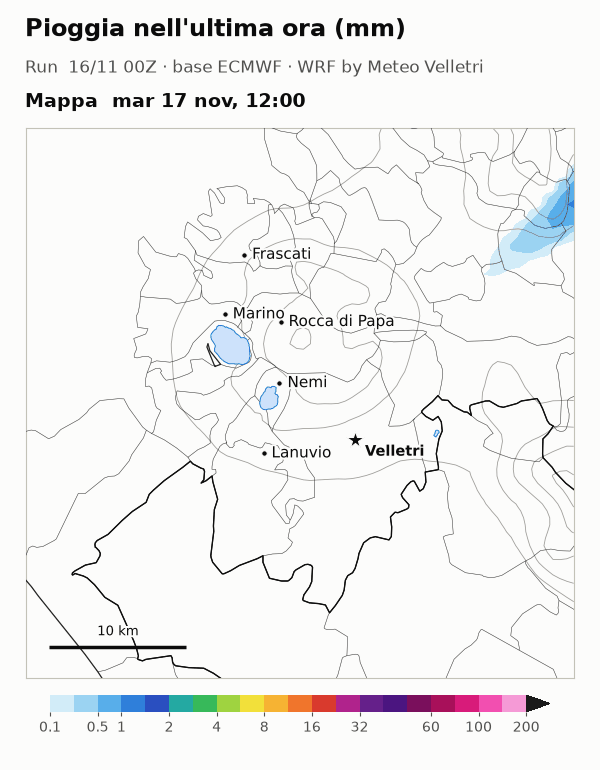 Pioggia nell'ultima ora (mm)
Run  16/11 00Z · base ECMWF · WRF by Meteo Velletri
Mappa  mar 17 nov, 12:00
Frascati
Marino
Rocca di Papa
Nemi
Velletri
Lanuvio
10 km
0.1 0.5 1 2 4 8 16 32 60 100 200